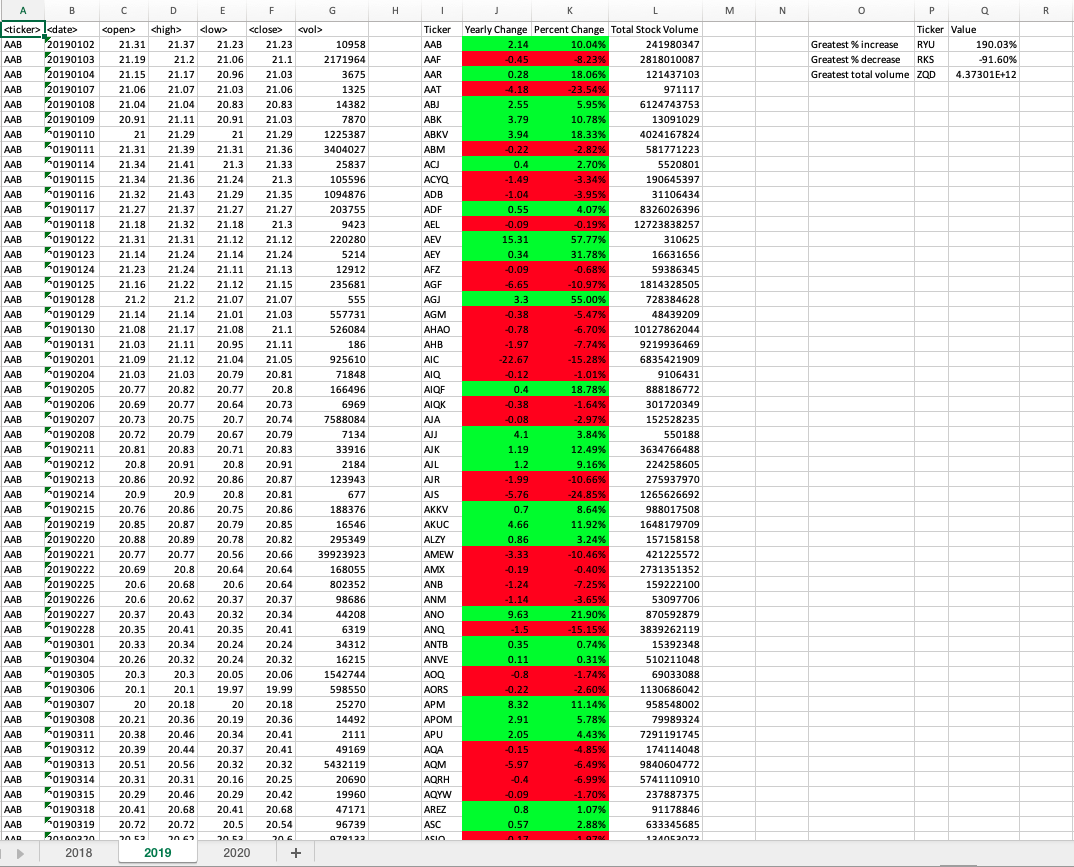 A B C D E F G H I J K L M N O P Q R
<ticker> <date> <open> <high> <low> <close> <vol> Ticker Yearly Change Percent Change Total Stock Volume Ticker Value
AAB 20190102 21.31 21.37 21.23 21.23 10958 AAB 2.14 10.04% 241980347 Greatest % increase RYU 190.03%
AAB 20190103 21.19 21.2 21.06 21.1 2171964 AAF -0.45 -8.23% 2818010087 Greatest % decrease RKS -91.60%
AAB 20190104 21.15 21.17 20.96 21.03 3675 AAR 0.28 18.06% 121437103 Greatest total volume ZQD 4.37301E+12
AAB 20190107 21.06 21.07 21.03 21.06 1325 AAT -4.18 -23.54% 971117
AAB 20190108 21.04 21.04 20.83 20.83 14382 ABJ 2.55 5.95% 6124743753
AAB 20190109 20.91 21.11 20.91 21.03 7870 ABK 3.79 10.78% 13091029
AAB 20190110 21 21.29 21 21.29 1225387 ABKV 3.94 18.33% 4024167824
AAB 20190111 21.31 21.39 21.31 21.36 3404027 ABM -0.22 -2.82% 581771223
AAB 20190114 21.34 21.41 21.3 21.33 25837 ACJ 0.4 2.70% 5520801
AAB 20190115 21.34 21.36 21.24 21.3 105596 ACYQ -1.49 -3.34% 190645397
AAB 20190116 21.32 21.43 21.29 21.35 1094876 ADB -1.04 -3.95% 31106434
AAB 20190117 21.27 21.37 21.27 21.27 203755 ADF 0.55 4.07% 8326026396
AAB 20190118 21.18 21.32 21.18 21.3 9423 AEL -0.09 -0.19% 12723838257
AAB 20190122 21.31 21.31 21.12 21.12 220280 AEV 15.31 57.77% 310625
AAB 20190123 21.14 21.24 21.14 21.24 5214 AEY 0.34 31.78% 16631656
AAB 20190124 21.23 21.24 21.11 21.13 12912 AFZ -0.09 -0.68% 59386345
AAB 20190125 21.16 21.22 21.12 21.15 235681 AGF -6.65 -10.97% 1814328505
AAB 20190128 21.2 21.2 21.07 21.07 555 AGJ 3.3 55.00% 728384628
AAB 20190129 21.14 21.14 21.01 21.03 557731 AGM -0.38 -5.47% 48439209
AAB 20190130 21.08 21.17 21.08 21.1 526084 AHAO -0.78 -6.70% 10127862044
AAB 20190131 21.03 21.11 20.95 21.11 186 AHB -1.97 -7.74% 9219936469
AAB 20190201 21.09 21.12 21.04 21.05 925610 AIC -22.67 -15.28% 6835421909
AAB 20190204 21.03 21.03 20.79 20.81 71848 AIQ -0.12 -1.01% 9106431
AAB 20190205 20.77 20.82 20.77 20.8 166496 AIQF 0.4 18.78% 888186772
AAB 20190206 20.69 20.77 20.64 20.73 6969 AIQK -0.38 -1.64% 301720349
AAB 20190207 20.73 20.75 20.7 20.74 7588084 AJA -0.08 -2.97% 152528235
AAB 20190208 20.72 20.79 20.67 20.79 7134 AJJ 4.1 3.84% 550188
AAB 20190211 20.81 20.83 20.71 20.83 33916 AJK 1.19 12.49% 3634766488
AAB 20190212 20.8 20.91 20.8 20.91 2184 AJL 1.2 9.16% 224258605
AAB 20190213 20.86 20.92 20.86 20.87 123943 AJR -1.99 -10.66% 275937970
AAB 20190214 20.9 20.9 20.8 20.81 677 AJS -5.76 -24.85% 1265626692
AAB 20190215 20.76 20.86 20.75 20.86 188376 AKKV 0.7 8.64% 988017508
AAB 20190219 20.85 20.87 20.79 20.85 16546 AKUC 4.66 11.92% 1648179709
AAB 20190220 20.88 20.89 20.78 20.82 295349 ALZY 0.86 3.24% 157158158
AAB 20190221 20.77 20.77 20.56 20.66 39923923 AMEW -3.33 -10.46% 421225572
AAB 20190222 20.69 20.8 20.64 20.64 168055 AMX -0.19 -0.40% 2731351352
AAB 20190225 20.6 20.68 20.6 20.64 802352 ANB -1.24 -7.25% 159222100
AAB 20190226 20.6 20.62 20.37 20.37 98686 ANM -1.14 -3.65% 53097706
AAB 20190227 20.37 20.43 20.32 20.34 44208 ANO 9.63 21.90% 870592879
AAB 20190228 20.35 20.41 20.35 20.41 6319 ANQ -1.5 -15.15% 3839262119
AAB 20190301 20.33 20.34 20.24 20.24 34312 ANTB 0.35 0.74% 15392348
AAB 20190304 20.26 20.32 20.24 20.32 16215 ANVE 0.11 0.31% 510211048
AAB 20190305 20.3 20.3 20.05 20.06 1542744 AOQ -0.8 -1.74% 69033088
AAB 20190306 20.1 20.1 19.97 19.99 598550 AORS -0.22 -2.60% 1130686042
AAB 20190307 20 20.18 20 20.18 25270 APM 8.32 11.14% 958548002
AAB 20190308 20.21 20.36 20.19 20.36 14492 APOM 2.91 5.78% 79989324
AAB 20190311 20.38 20.46 20.34 20.41 2111 APU 2.05 4.43% 7291191745
AAB 20190312 20.39 20.44 20.37 20.41 49169 AQA -0.15 -4.85% 174114048
AAB 20190313 20.51 20.56 20.32 20.32 5432119 AQM -5.97 -6.49% 9840604772
AAB 20190314 20.31 20.31 20.16 20.25 20690 AQRH -0.4 -6.99% 5741110910
AAB 20190315 20.29 20.46 20.29 20.42 19960 AQYW -0.09 -1.70% 237887375
AAB 20190318 20.41 20.68 20.41 20.68 47171 AREZ 0.8 1.07% 91178846
AAB 20190319 20.72 20.72 20.5 20.54 96739 ASC 0.57 2.88% 633345685
2018 2019 2020 +